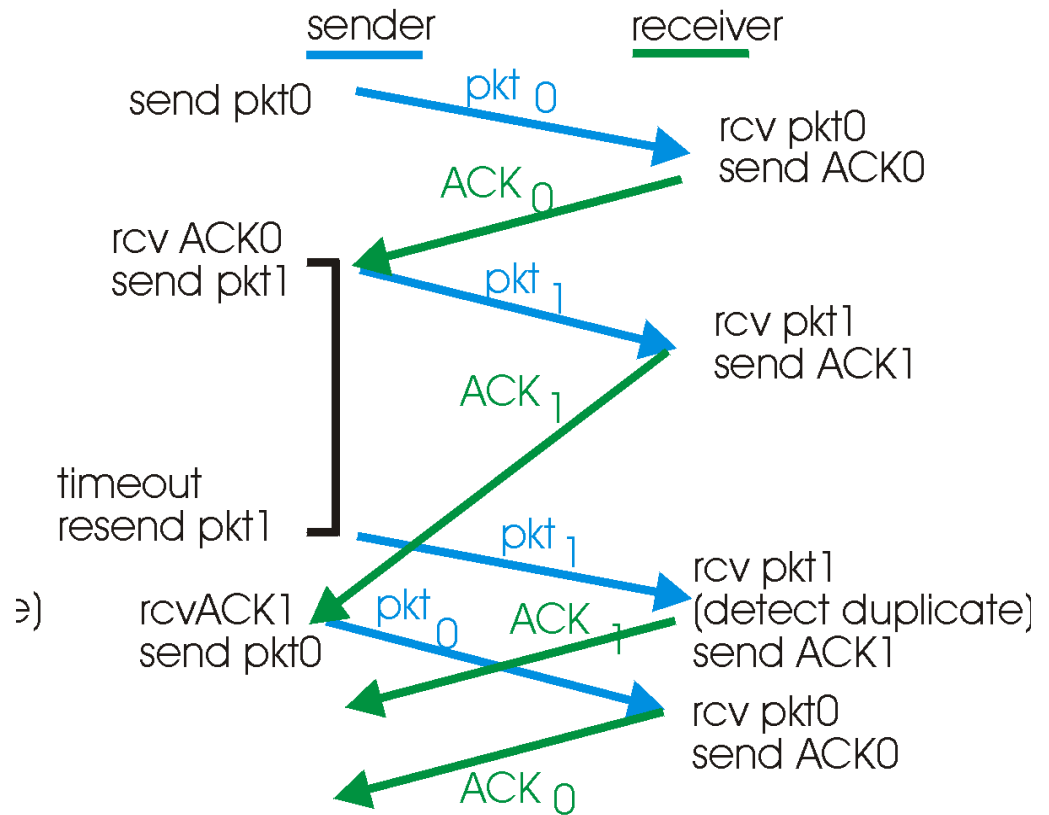 sender
receiver
send pkt0
pkt 0
rcv pkt0
send ACK0
ACK 0
rcv ACK0
send pkt1
pkt 1
rcv pkt1
send ACK1
ACK 1
timeout
resend pkt1
pkt 1
rcv pkt1
(detect duplicate)
send ACK1
e)
rcvACK1
send pkt0
pkt 0
ACK 1
rcv pkt0
send ACK0
ACK 0